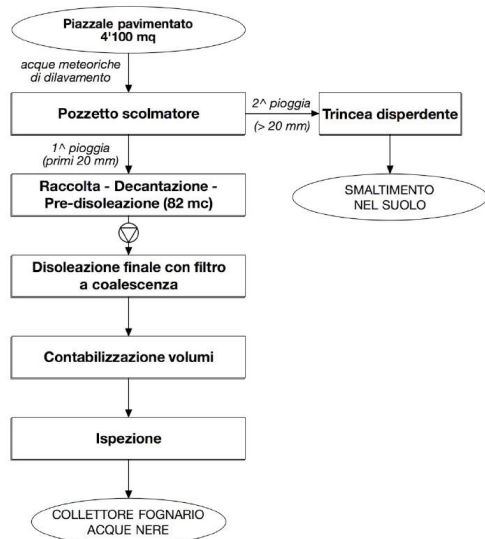 Piazzale pavimentato
4'100 mq
acque meteoriche
di dilavamento
Pozzetto scolmatore
2^ pioggia
(> 20 mm)
Trincea disperdente
SMALTIMENTO
NEL SUOLO
1^ pioggia
(primi 20 mm)
Raccolta - Decantazione -
Pre-disoleazione (82 mc)
Disoleazione finale con filtro
a coalescenza
Contabilizzazione volumi
Ispezione
COLLETTORE FOGNARIO
ACQUE NERE